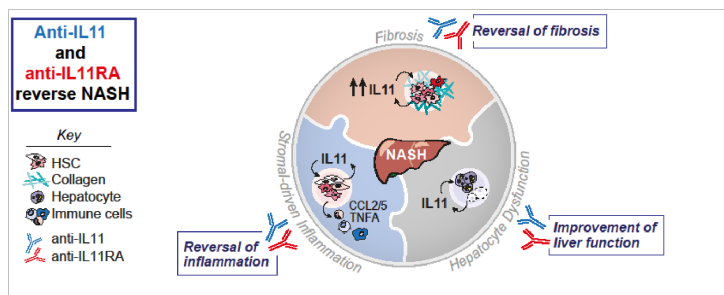 Anti-IL11
and
anti-IL11RA
reverse NASH
Key
HSC
Collagen
Hepatocyte
Immune cells
anti-IL11
anti-IL11RA
Fibrosis
Reversal of fibrosis
IL11
NASH
Stromal-driven Inflammation
IL11
CCL2/5
TNFA
Reversal of
inflammation
IL11
Hepatocyte Dysfunction
Improvement of
liver function